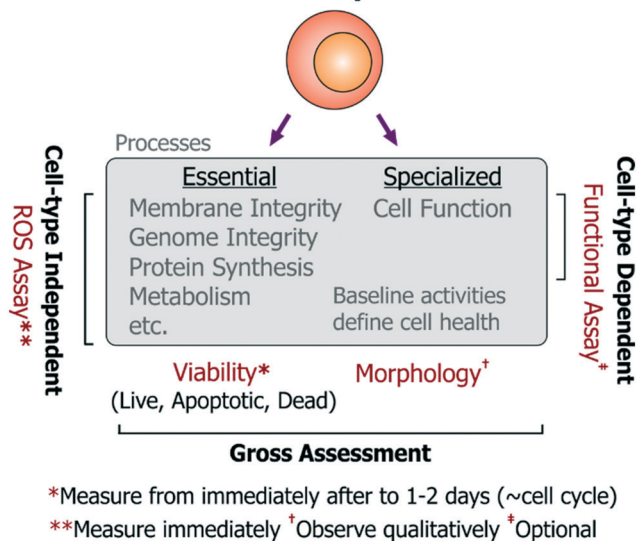 Processes
Essential
Specialized
Membrane Integrity
Cell Function
Genome Integrity
Protein Synthesis
Metabolism
etc.
Baseline activities
define cell health
Cell-type Independent
ROS Assay**
Cell-type Dependent
Functional Assay‡
Viability*
Morphology†
(Live, Apoptotic, Dead)
Gross Assessment
*Measure from immediately after to 1-2 days (~cell cycle)
**Measure immediately †Observe qualitatively ‡Optional